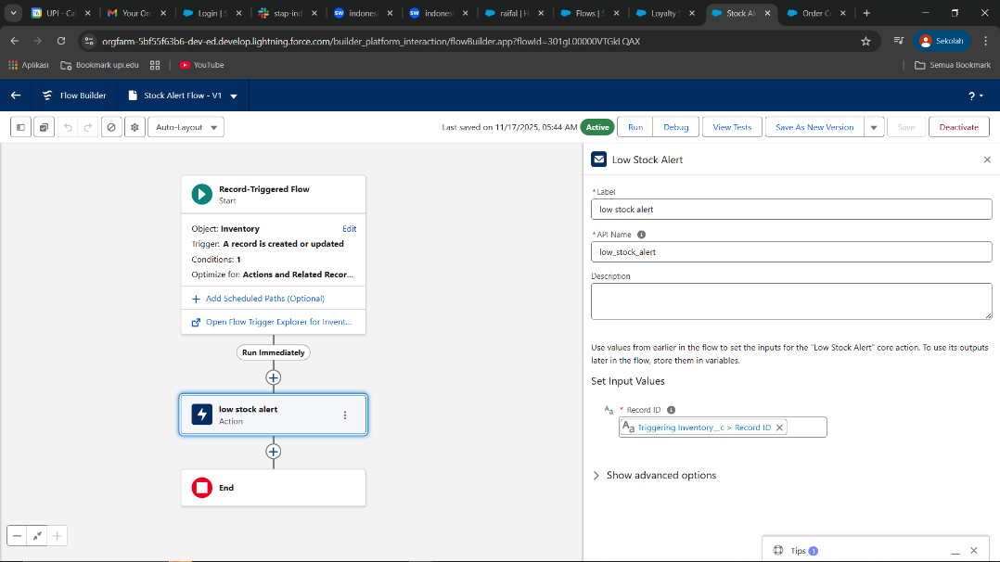 UPI - Cal
Your Ord
Login | S
stap-ind
indonesi
indonesi
raifal | H
Flows | S
Loyalty
Stock Al
Order C
orgfarm-5bf55f63b6-dev-ed.develop.lightning.force.com/builder_platform_interaction/flowBuilder.app?flowId=301gL00000VTGkLQAX
Sekolah
Aplikasi
Bookmark upi.edu
YouTube
Semua Bookmark
Flow Builder
Stock Alert Flow - V1
?
Auto-Layout
Last saved on 11/17/2025, 05:44 AM
Active
Run
Debug
View Tests
Save As New Version
Save
Deactivate
Record-Triggered Flow
Start
Object: Inventory
Edit
Trigger: A record is created or updated
Conditions: 1
Optimize for: Actions and Related Recor...
Add Scheduled Paths (Optional)
Open Flow Trigger Explorer for Invent...
Run Immediately
low stock alert
Action
End
Low Stock Alert
* Label
low stock alert
* API Name
low_stock_alert
Description
Use values from earlier in the flow to set the inputs for the "Low Stock Alert" core action. To use its outputs
later in the flow, store them in variables.
Set Input Values
Aa * Record ID
Aa Triggering Inventory__c > Record ID
Show advanced options
Tips 1